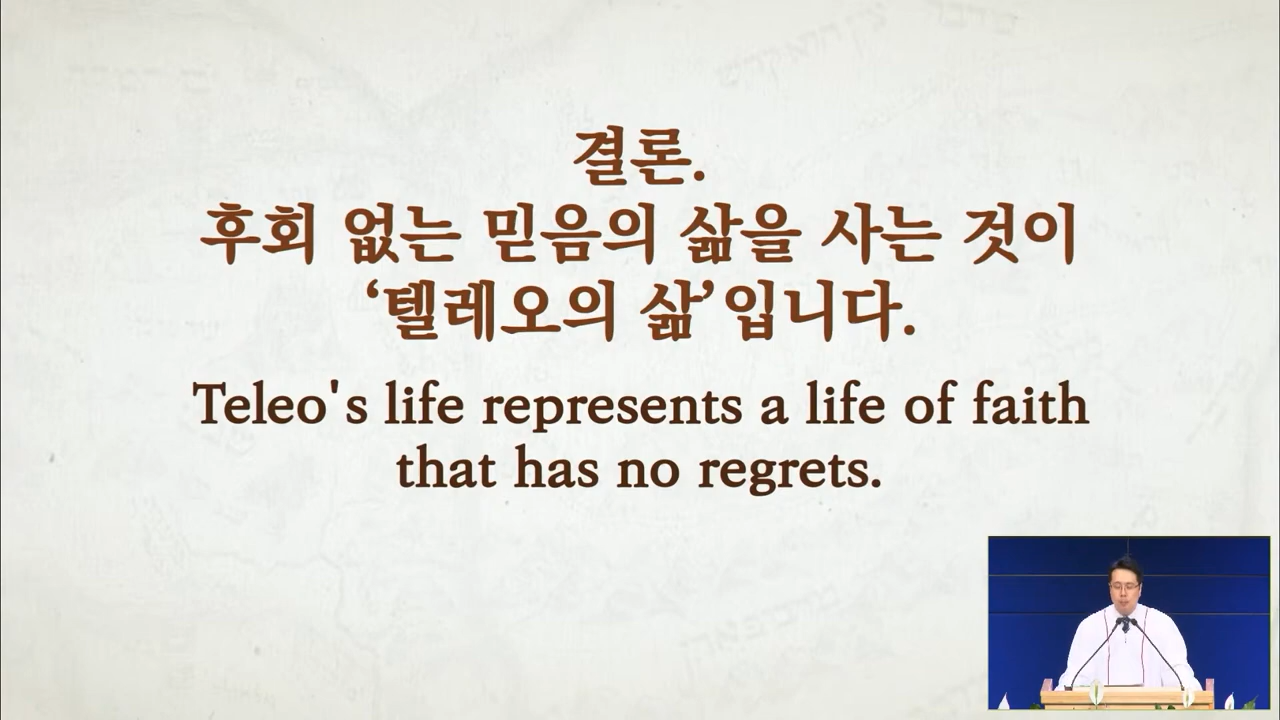 결론.
후회 없는 믿음의 삶을 사는 것이
‘텔레오의 삶’입니다.
Teleo's life represents a life of faith
that has no regrets.